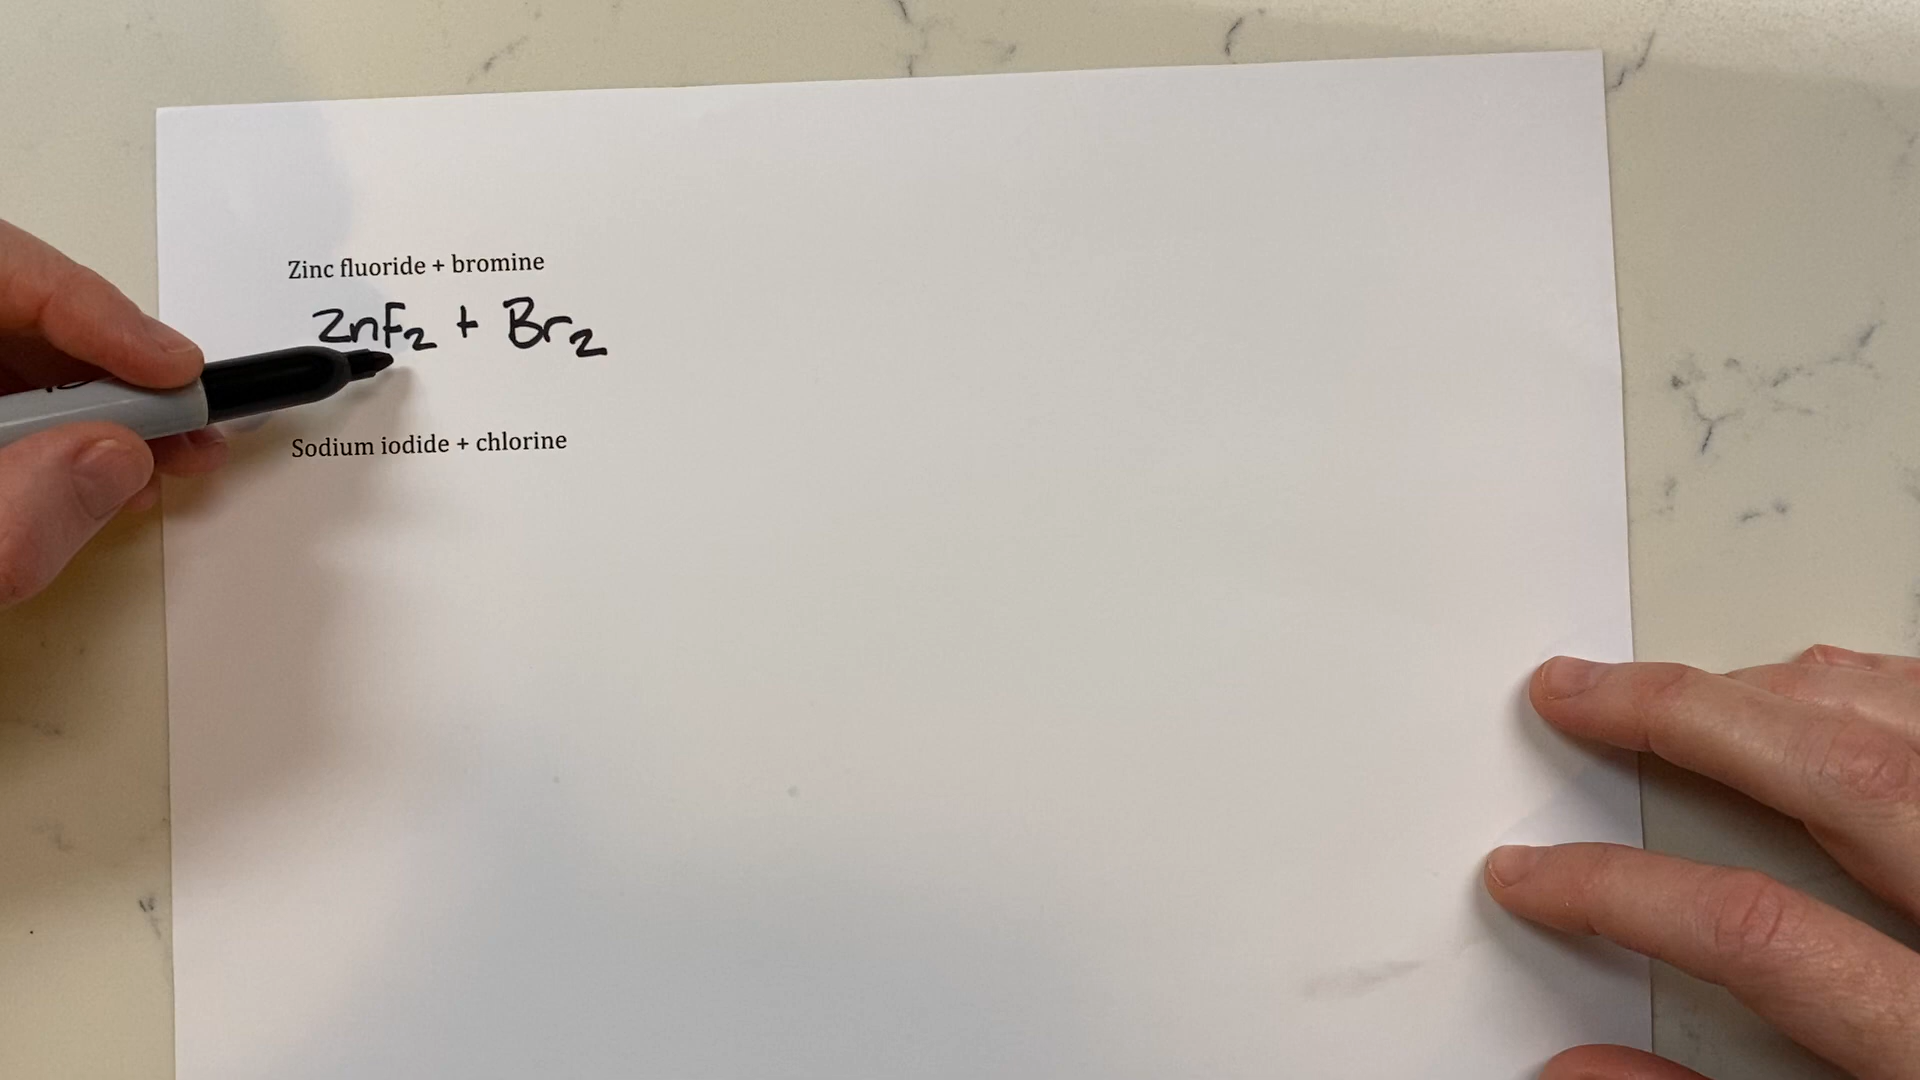 Zinc fluoride + bromine
ZnF₂ + Br₂
Sodium iodide + chlorine